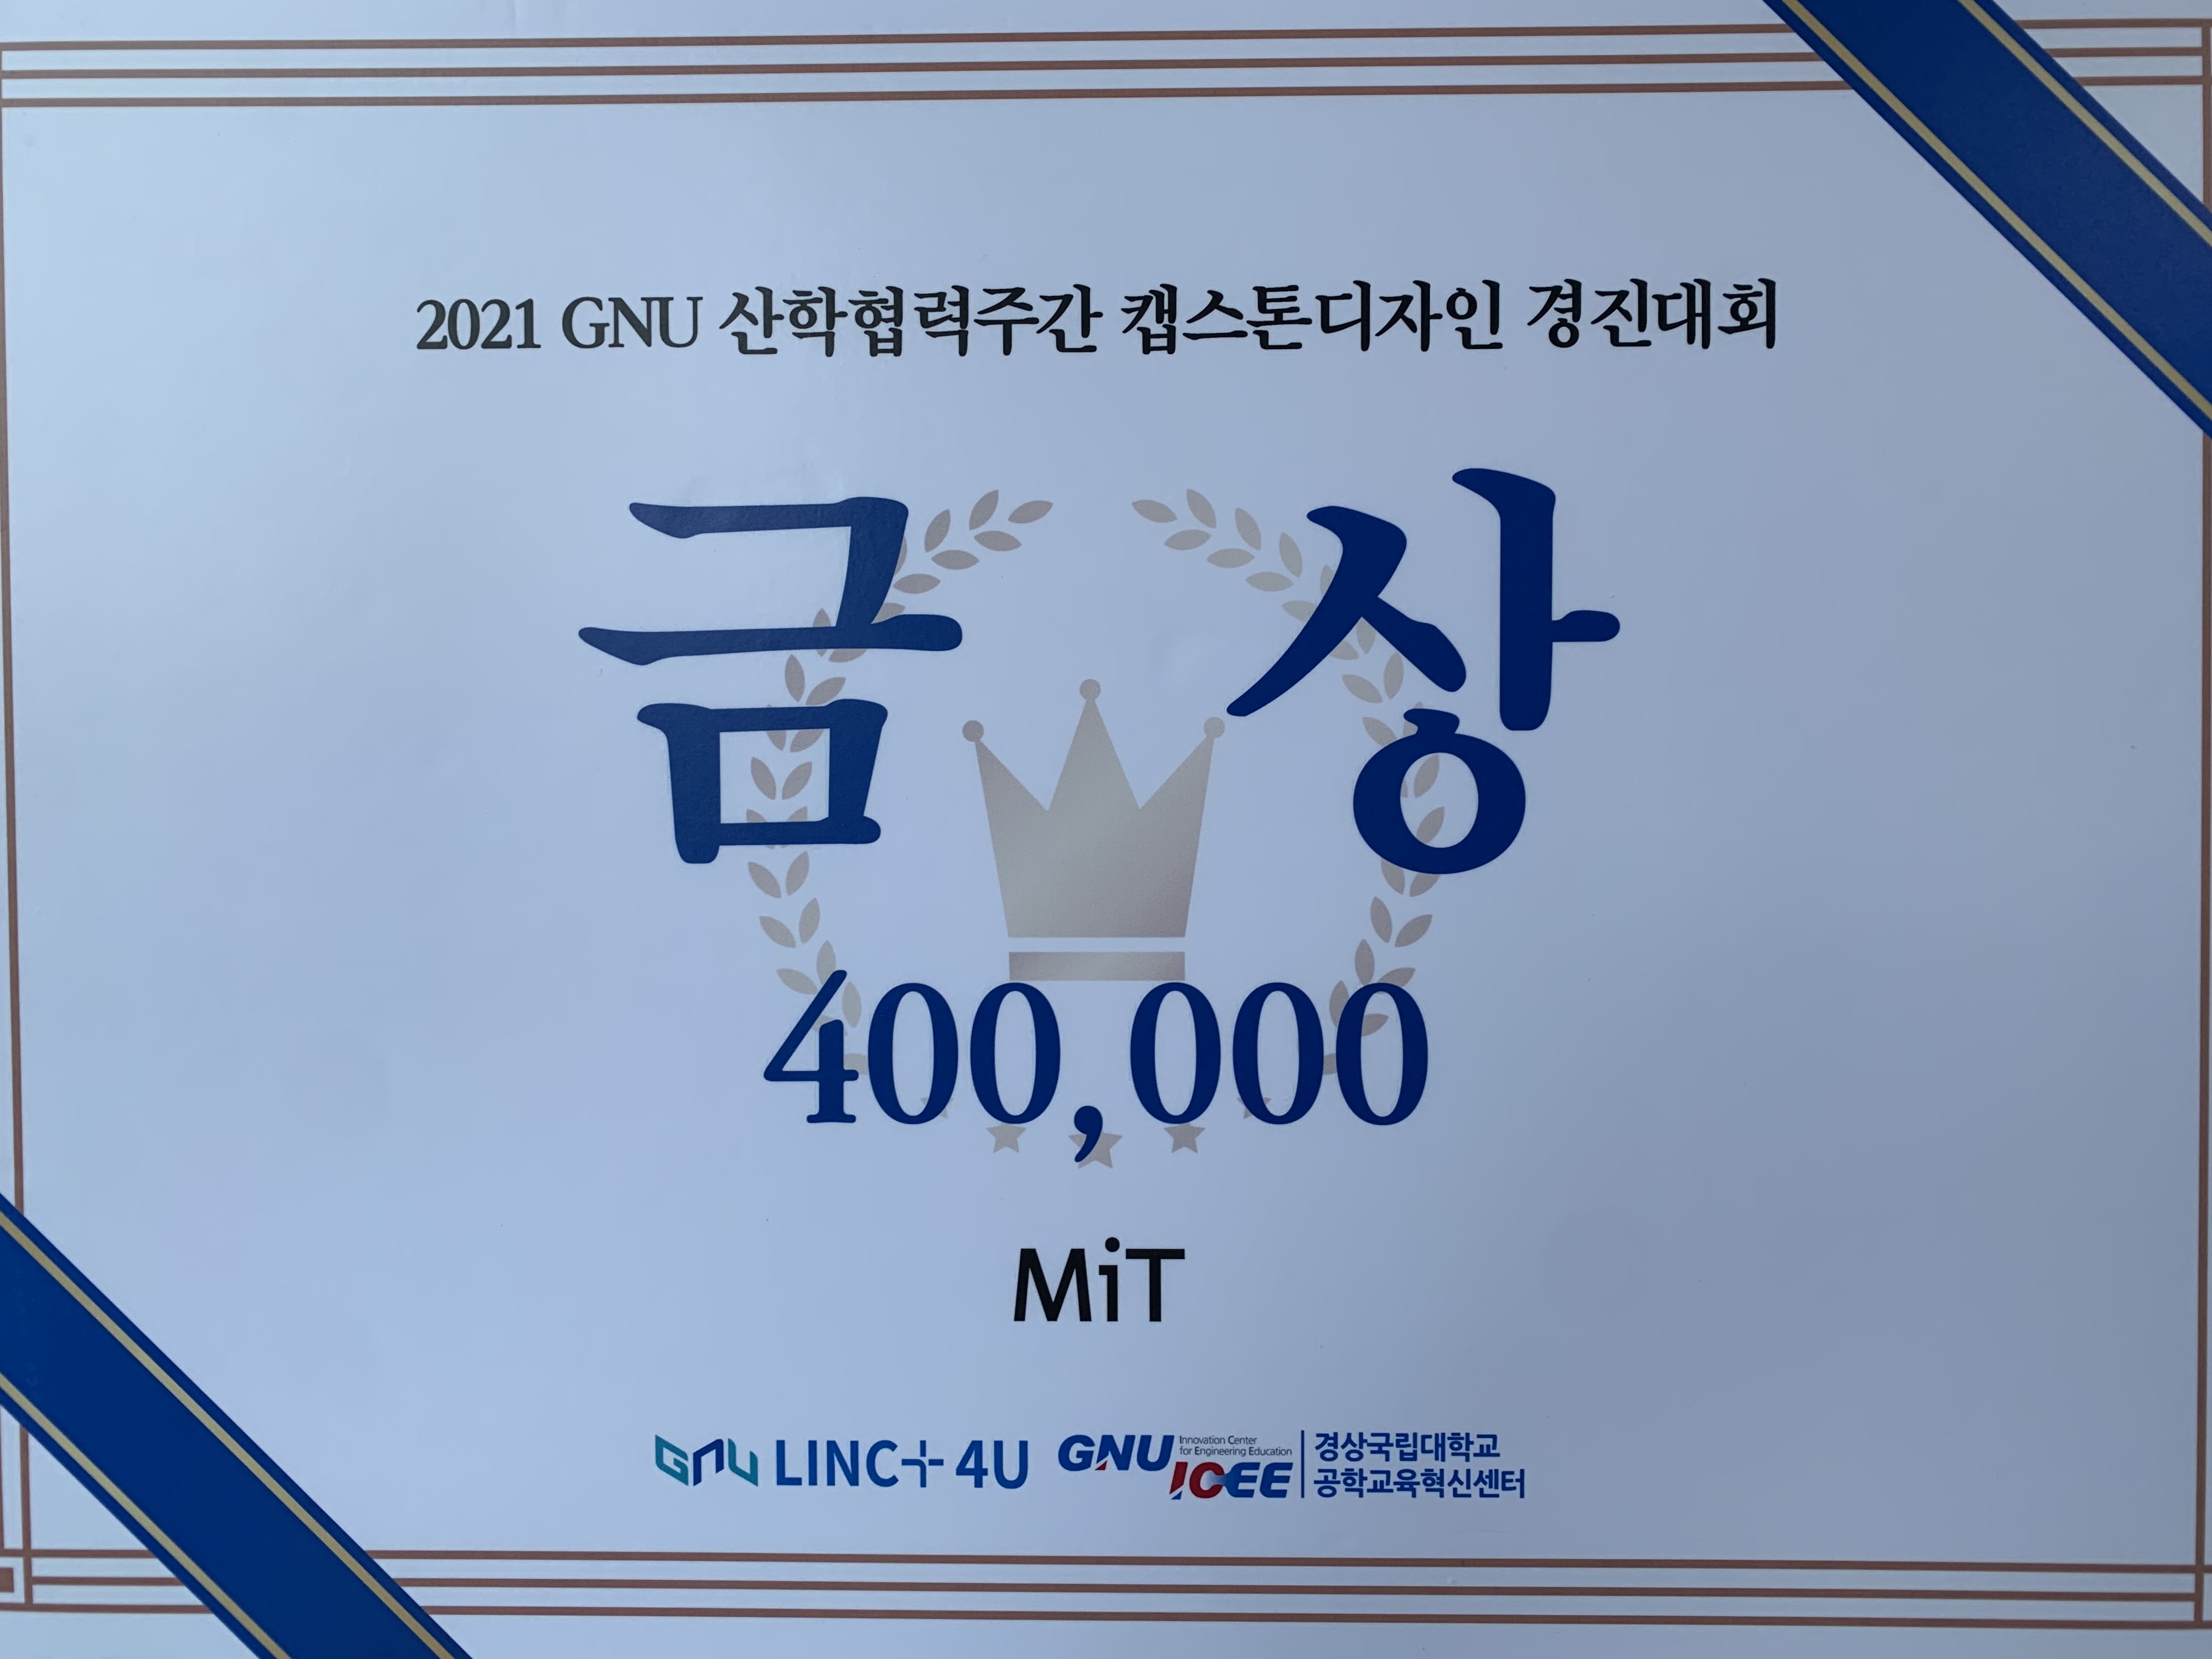 2021 GNU 산학협력주간 캡스톤디자인 경진대회
금 상
400,000
MiT
GNU LINC+ 4U
GNU Innovation Center
for Engineering Education
ICEE
경상국립대학교
공학교육혁신센터